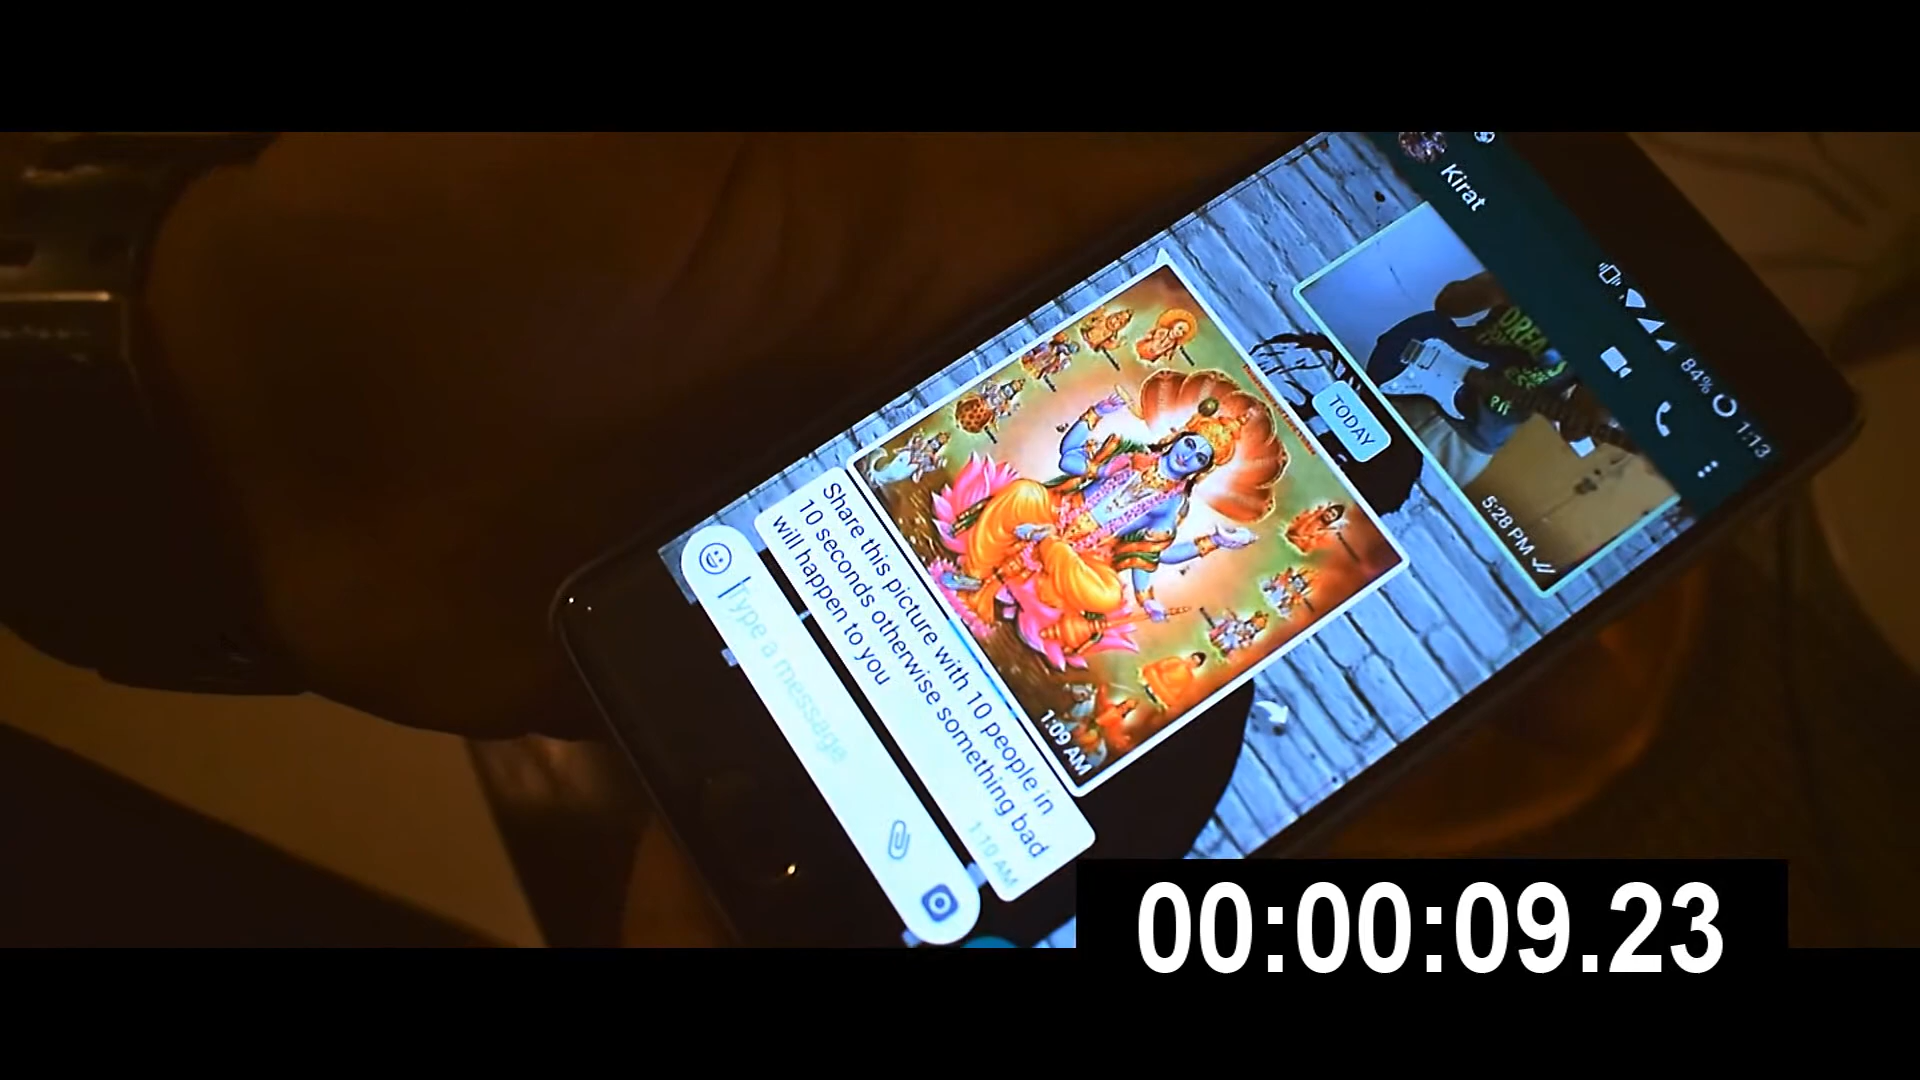 1:13
84%
Kirat
DREA
5:28 PM
TODAY
1:09 AM
Share this picture with 10 people in
10 seconds otherwise something bad
will happen to you
1:10 AM
Type a message
00:00:09.23